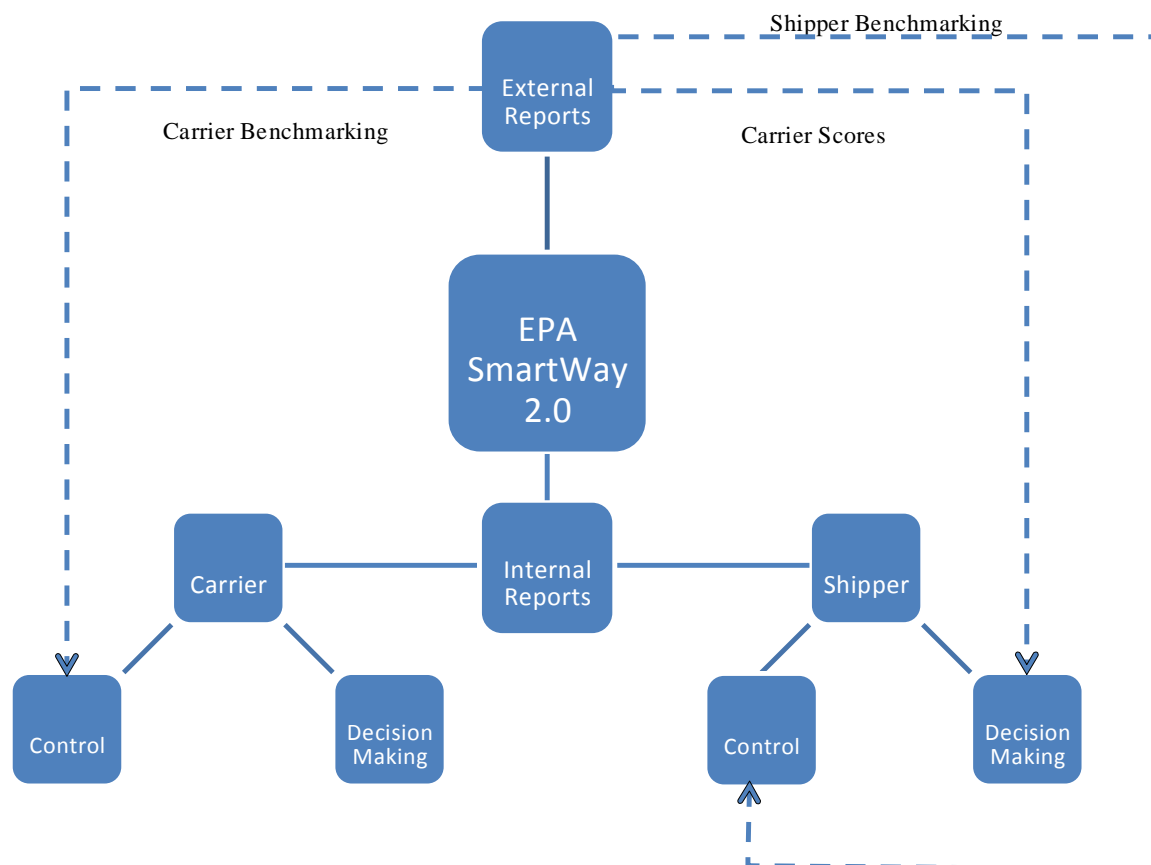 Shipper Benchmarking
External
Reports
Carrier Benchmarking
Carrier Scores
EPA
SmartWay
2.0
Carrier
Internal
Reports
Shipper
Control
Decision
Making
Control
Decision
Making